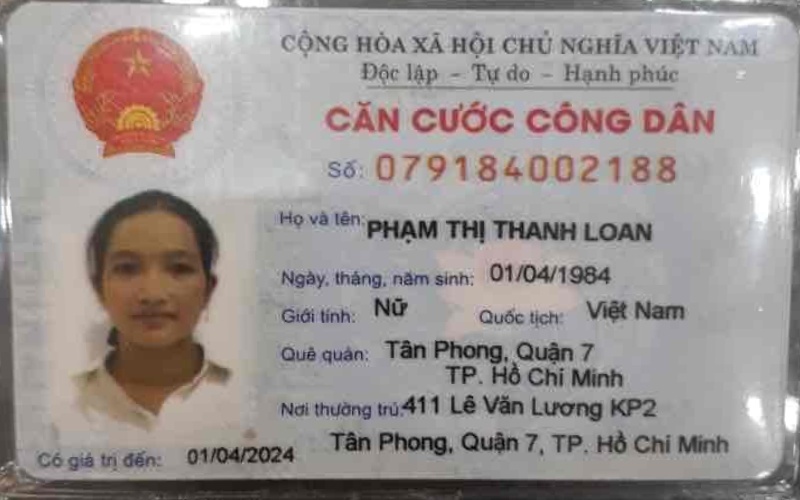 CỘNG HÒA XÃ HỘI CHỦ NGHĨA VIỆT NAM
Độc lập - Tự do - Hạnh phúc
CĂN CƯỚC CÔNG DÂN
Số: 079184002188
Họ và tên: PHẠM THỊ THANH LOAN
Ngày, tháng, năm sinh: 01/04/1984
Giới tính: Nữ Quốc tịch: Việt Nam
Quê quán: Tân Phong, Quận 7
TP. Hồ Chí Minh
Nơi thường trú: 411 Lê Văn Lương KP2
Tân Phong, Quận 7, TP. Hồ Chí Minh
Có giá trị đến: 01/04/2024